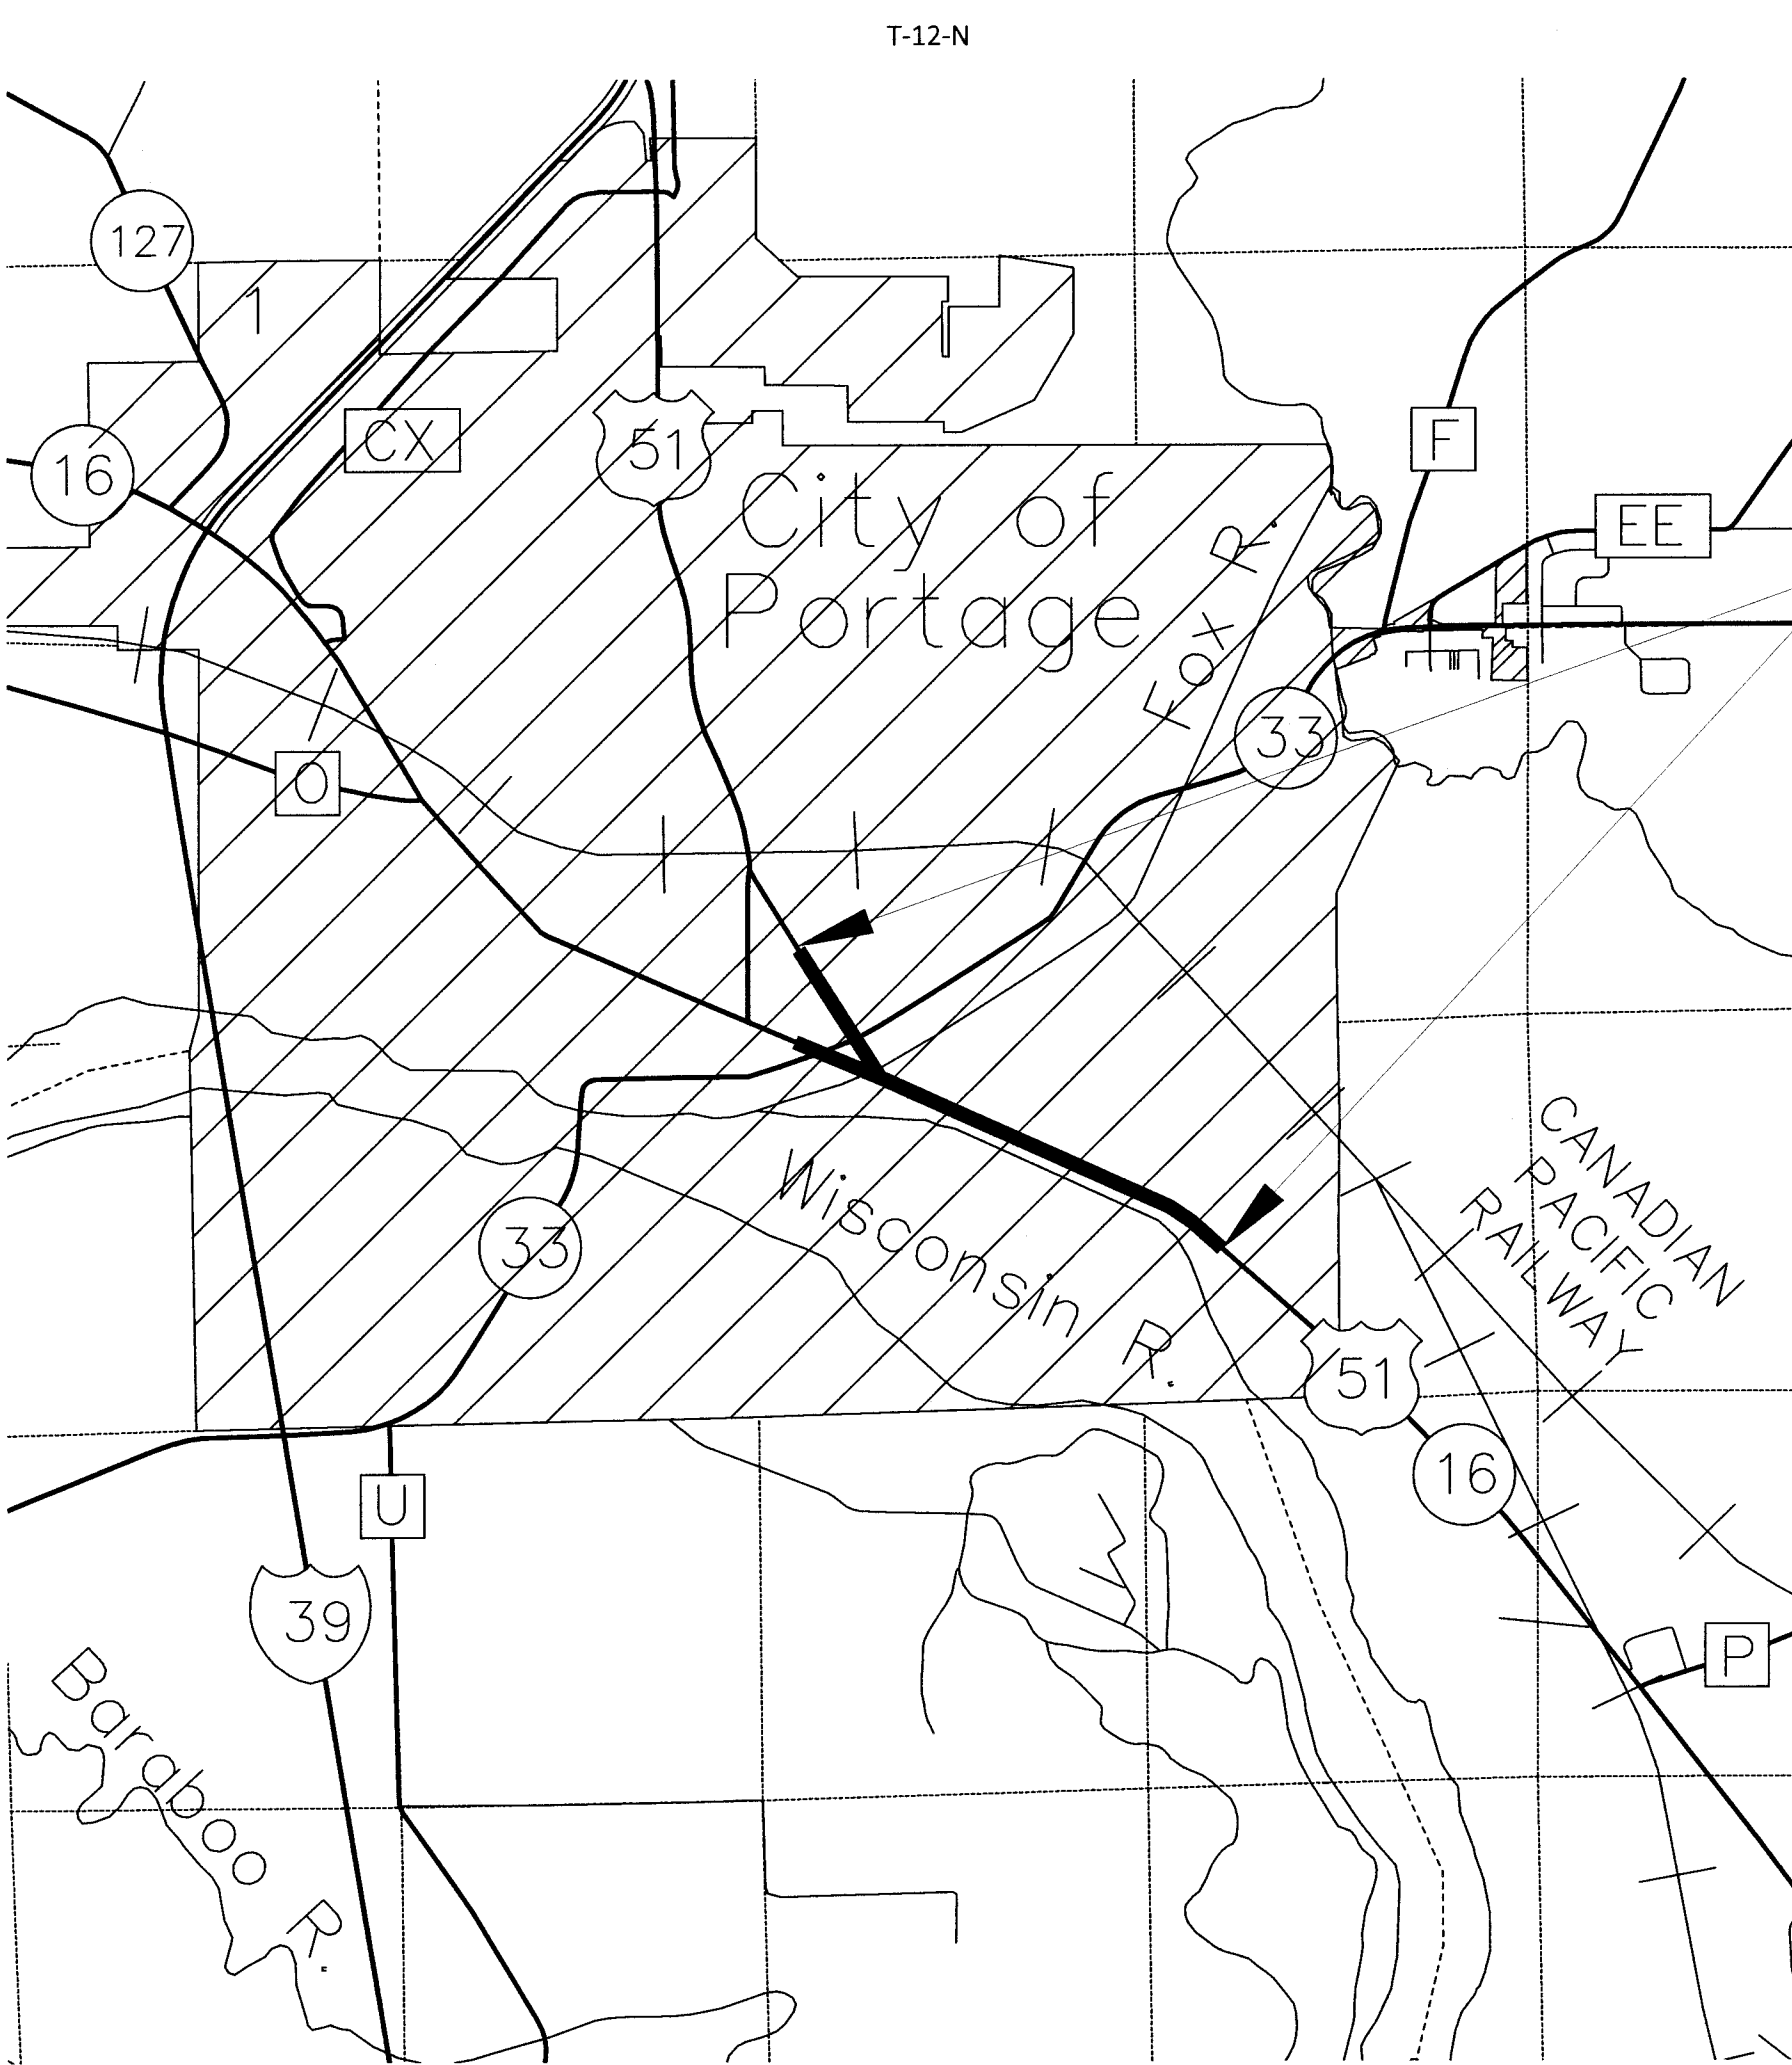 T-12-N
127
1
CX
51
16
F
City of
Portage
EE
Fox R.
33
O
Wisconsin R.
CANADIAN
PACIFIC
RAILWAY
33
51
16
U
39
P
Baraboo R.